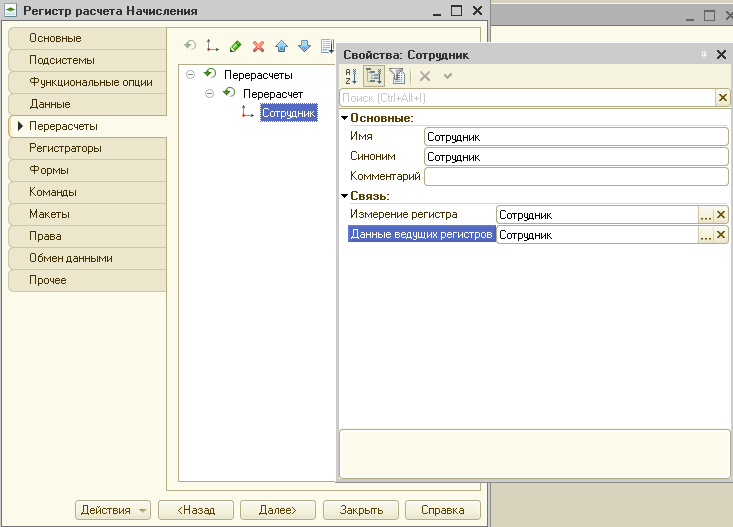 Регистр расчета Начисления
Основные
Подсистемы
Функциональные опции
Данные
Перерасчеты
Регистраторы
Формы
Команды
Макеты
Права
Обмен данными
Прочее
Перерасчеты
Перерасчет
Сотрудник
Свойства: Сотрудник
Поиск (Ctrl+Alt+I)
Основные:
Имя Сотрудник
Синоним Сотрудник
Комментарий
Связь:
Измерение регистра Сотрудник ...
Данные ведущих регистров Сотрудник ...
Действия <Назад Далее> Закрыть Справка